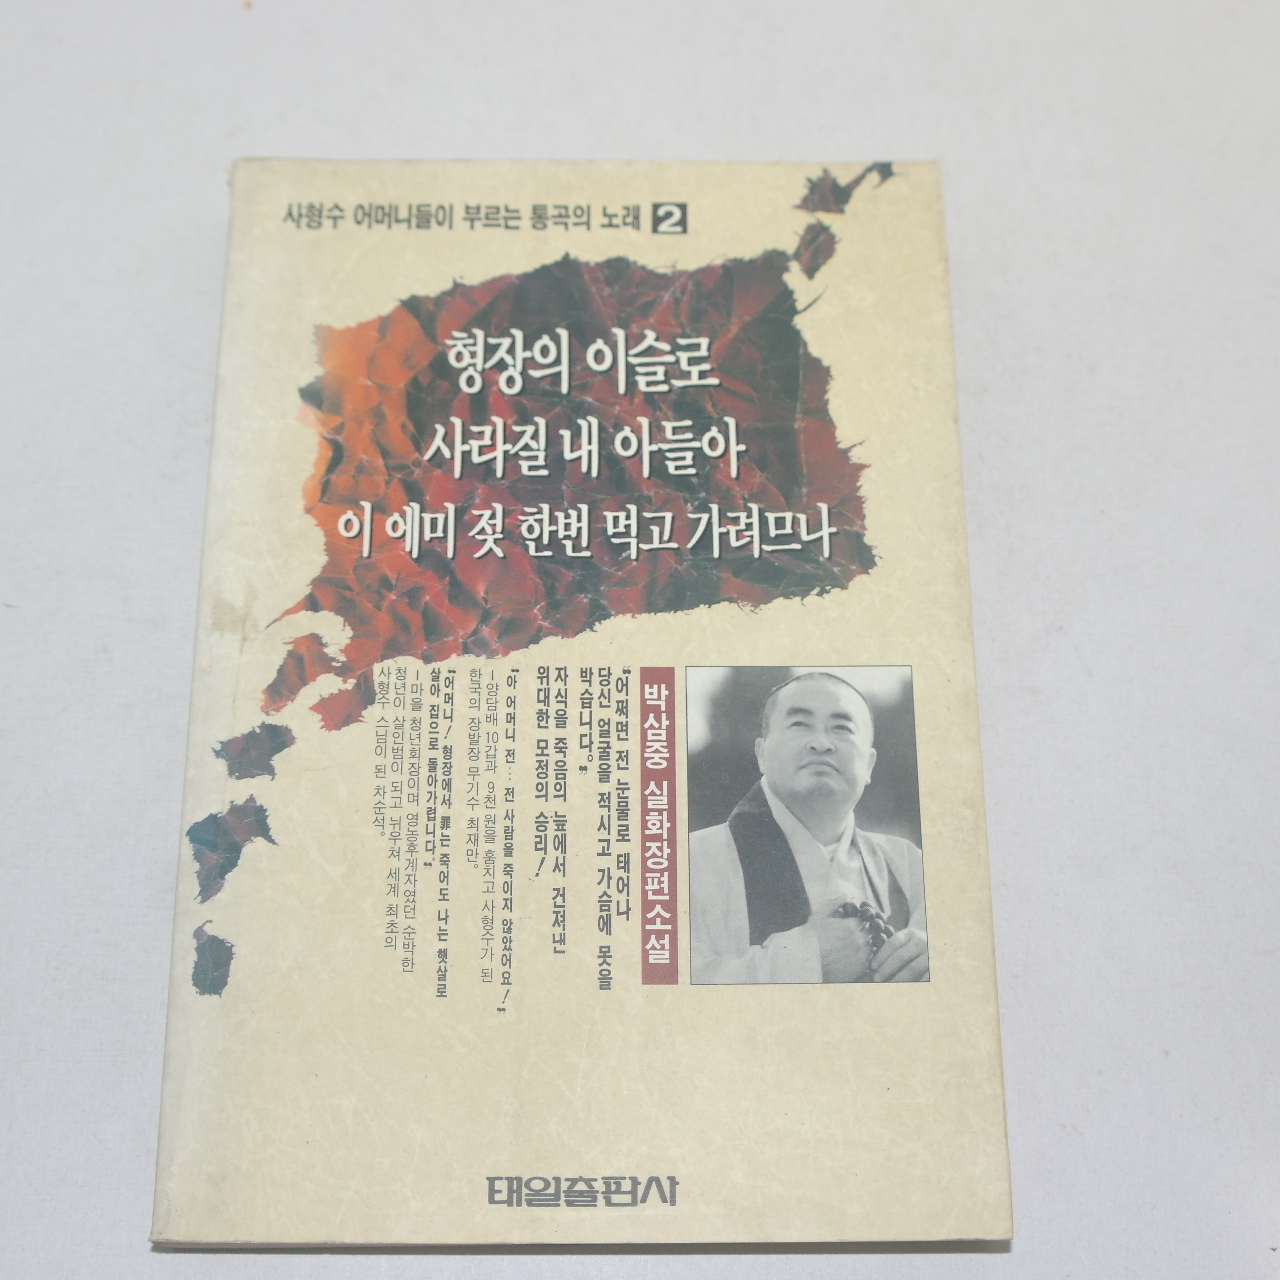 사형수 어머니들이 부르는 통곡의 노래 2
형장의 이슬로
사라질 내 아들아
이 에미 젖 한번 먹고 가려므나
박삼중 실화장편소설
“어쩌면 전 눈물로 태어나
당신 얼굴을 적시고 가슴에 못을
박습니다.”
자식을 죽음의 늪에서 건져낸
위대한 모정의 승리!
“아 어머니 전… 전 사람을 죽이지 않았어요!”
－양담배 10갑과 9천원을 훔치고 사형수가 된
한국의 장발장 무기수 최재만.
“어머니! 형장에서 罪는 죽어도 나는 햇살로
살아 집으로 돌아가렵니다.”
－마을 청년회장이며 영농후계자였던 순박한
청년이 살인범이 되고 뉘우쳐 세계 최초의
사형수 스님이 된 차순석.
태일출판사